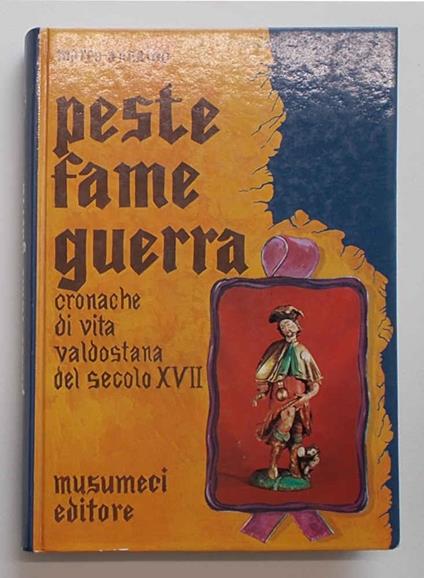 peste
fame
guerra
cronache
di vita
valdostana
del secolo XVII
musumeci
editore